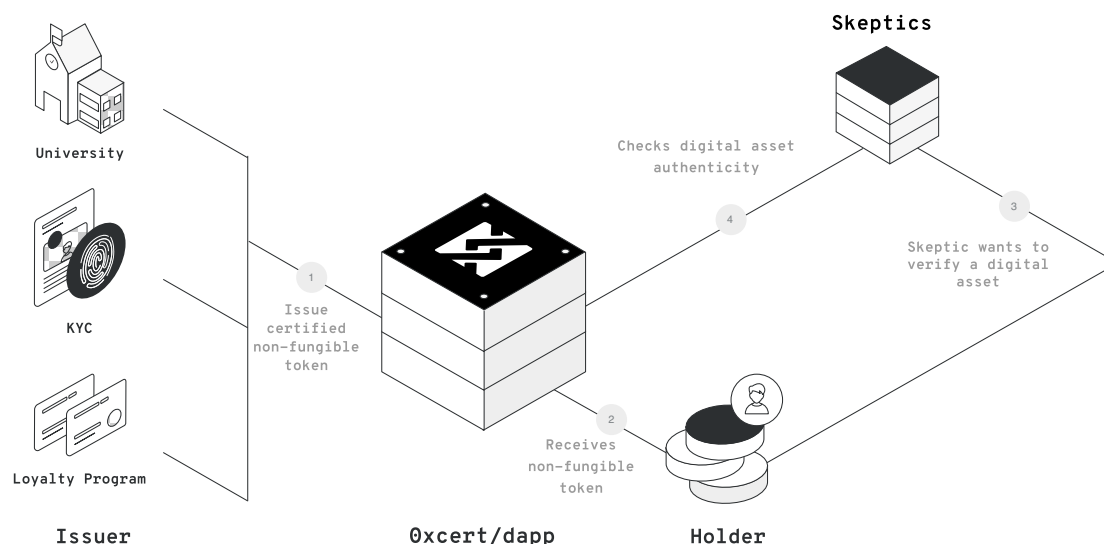 Skeptics
University
Checks digital asset
authenticity
4
3
Skeptic wants to
verify a digital
asset
1
Issue
certified
non-fungible
token
KYC
2
Receives
non-fungible
token
Loyalty Program
Issuer
0xcert/dapp
Holder